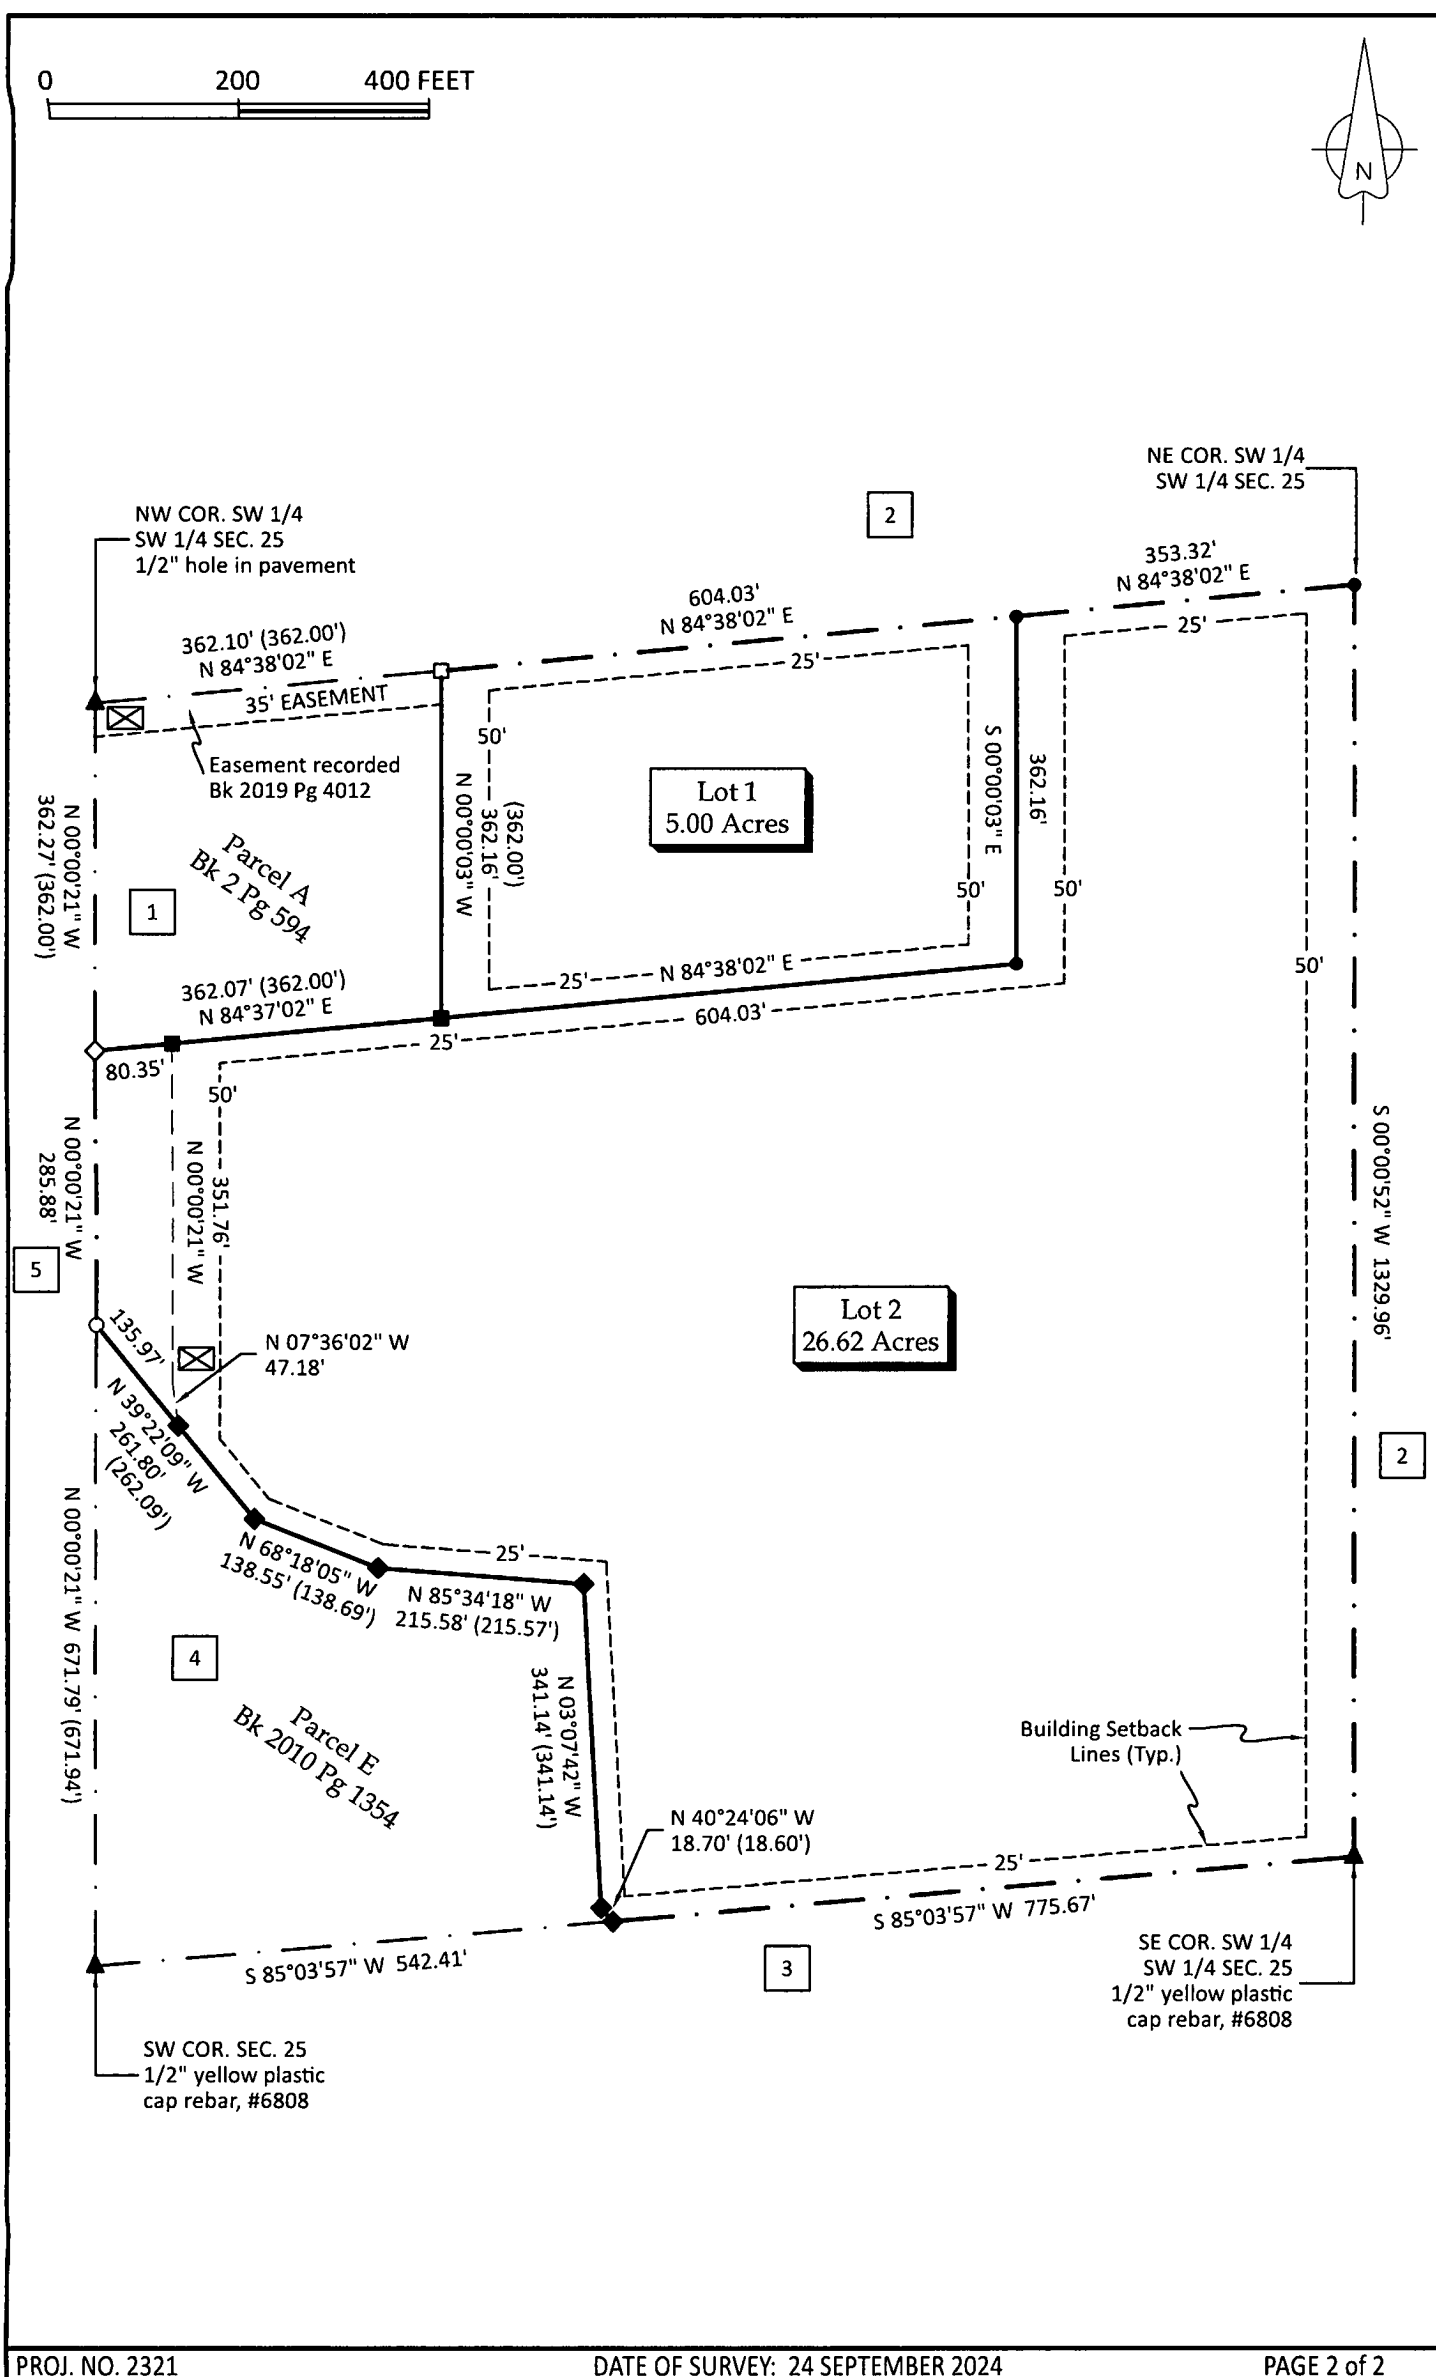 0 200 400 FEET
N
NE COR. SW 1/4
SW 1/4 SEC. 25
2
NW COR. SW 1/4
SW 1/4 SEC. 25
1/2" hole in pavement
353.32'
N 84°38'02" E
604.03'
N 84°38'02" E
362.10' (362.00')
N 84°38'02" E
25'
25'
35' EASEMENT
50'
Easement recorded
Bk 2019 Pg 4012
N 00°00'03" W
362.16'
(362.00')
Lot 1
5.00 Acres
S 00°00'03" E
362.16'
N 00°00'21" W
362.27' (362.00')
Parcel A
Bk 2 Pg 594
1
50'
50'
50'
25'
N 84°38'02" E
362.07' (362.00')
N 84°37'02" E
604.03'
25'
80.35'
50'
N 00°00'21" W
285.88'
N 00°00'21" W
351.76'
S 00°00'52" W 1329.96'
5
Lot 2
26.62 Acres
135.97'
N 07°36'02" W
47.18'
N 39°22'09" W
261.80'
(262.09')
2
N 68°18'05" W
138.55' (138.69')
25'
N 85°34'18" W
215.58' (215.57')
N 00°00'21" W 671.79' (671.94')
4
N 03°07'42" W
341.14' (341.14')
Parcel E
Bk 2010 Pg 1354
Building Setback
Lines (Typ.)
N 40°24'06" W
18.70' (18.60')
25'
S 85°03'57" W 775.67'
S 85°03'57" W 542.41'
3
SE COR. SW 1/4
SW 1/4 SEC. 25
1/2" yellow plastic
cap rebar, #6808
SW COR. SEC. 25
1/2" yellow plastic
cap rebar, #6808
PROJ. NO. 2321 DATE OF SURVEY: 24 SEPTEMBER 2024 PAGE 2 of 2